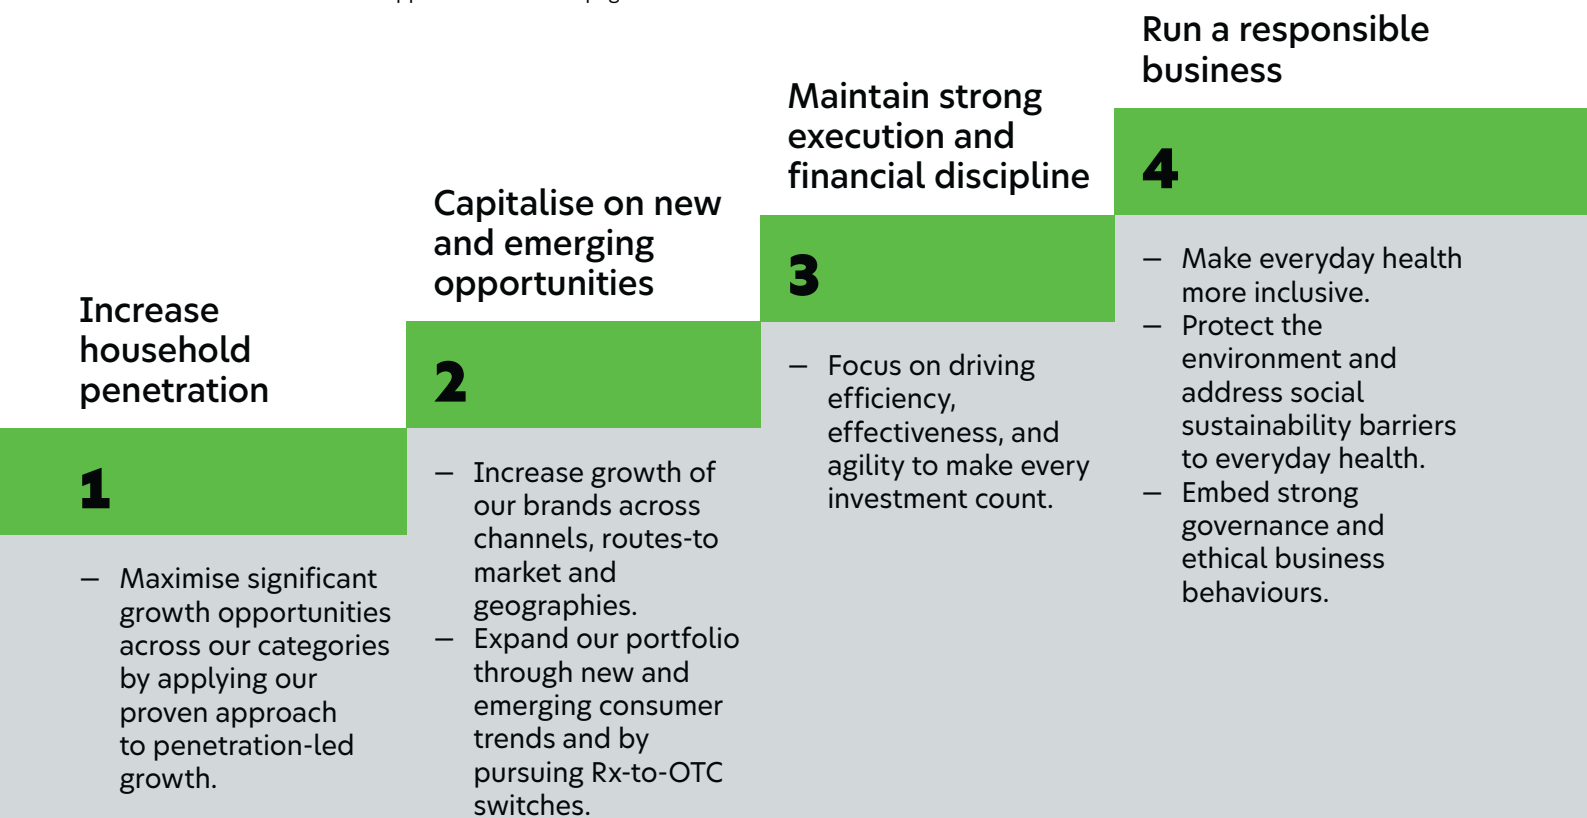 Increase
household
penetration
1
— Maximise significant
growth opportunities
across our categories
by applying our
proven approach
to penetration-led
growth.
Capitalise on new
and emerging
opportunities
2
— Increase growth of
our brands across
channels, routes-to
market and
geographies.
— Expand our portfolio
through new and
emerging consumer
trends and by
pursuing Rx-to-OTC
switches.
Maintain strong
execution and
financial discipline
3
— Focus on driving
efficiency,
effectiveness, and
agility to make every
investment count.
Run a responsible
business
4
— Make everyday health
more inclusive.
— Protect the
environment and
address social
sustainability barriers
to everyday health.
— Embed strong
governance and
ethical business
behaviours.